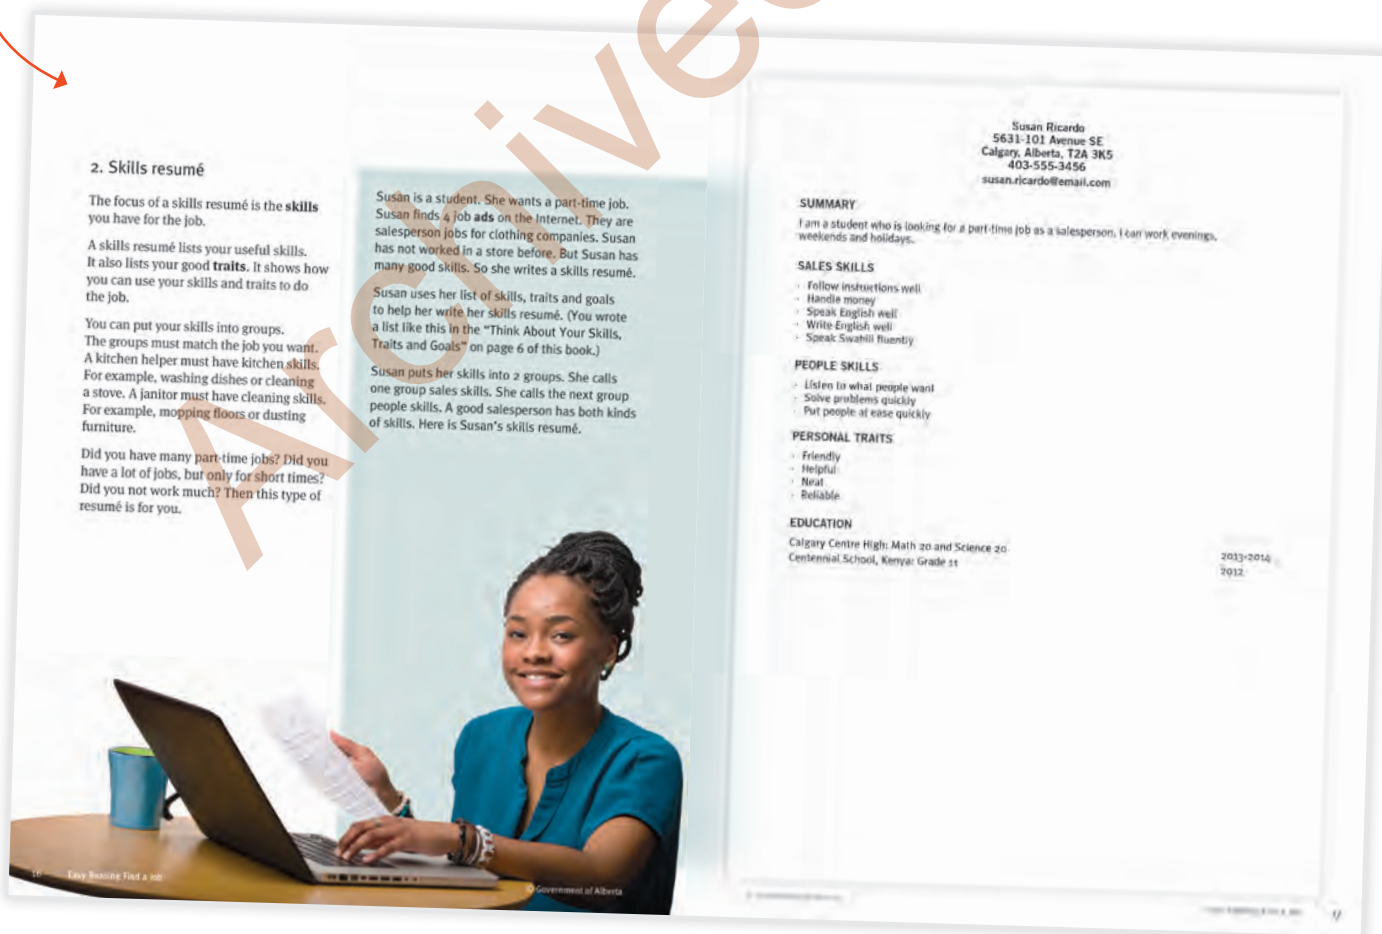 Archive
2. Skills resumé
The focus of a skills resumé is the skills
you have for the job.
A skills resumé lists your useful skills.
It also lists your good traits. It shows how
you can use your skills and traits to do
the job.
You can put your skills into groups.
The groups must match the job you want.
A kitchen helper must have kitchen skills.
For example, washing dishes or cleaning
a stove. A janitor must have cleaning skills.
For example, mopping floors or dusting
furniture.
Did you have many part-time jobs? Did you
have a lot of jobs, but only for short times?
Did you not work much? Then this type of
resumé is for you.
Susan is a student. She wants a part-time job.
Susan finds 4 job ads on the Internet. They are
salesperson jobs for clothing companies. Susan
has not worked in a store before. But Susan has
many good skills. So she writes a skills resumé.
Susan uses her list of skills, traits and goals
to help her write her skills resumé. (You wrote
a list like this in the "Think About Your Skills,
Traits and Goals" on page 6 of this book.)
Susan puts her skills into 2 groups. She calls
one group sales skills. She calls the next group
people skills. A good salesperson has both kinds
of skills. Here is Susan's skills resumé.
16 Easy Reading Find a Job
© Government of Alberta
Susan Ricardo
5631-101 Avenue SE
Calgary, Alberta, T2A 3K5
403-555-3456
susan.ricardo@email.com
SUMMARY
I am a student who is looking for a part-time job as a salesperson. I can work evenings,
weekends and holidays.
SALES SKILLS
· Follow instructions well
· Handle money
· Speak English well
· Write English well
· Speak Swahili fluently
PEOPLE SKILLS
· Listen to what people want
· Solve problems quickly
· Put people at ease quickly
PERSONAL TRAITS
· Friendly
· Helpful
· Neat
· Reliable
EDUCATION
Calgary Centre High: Math 20 and Science 20 2013-2014
Centennial School, Kenya: Grade 11 2012
17